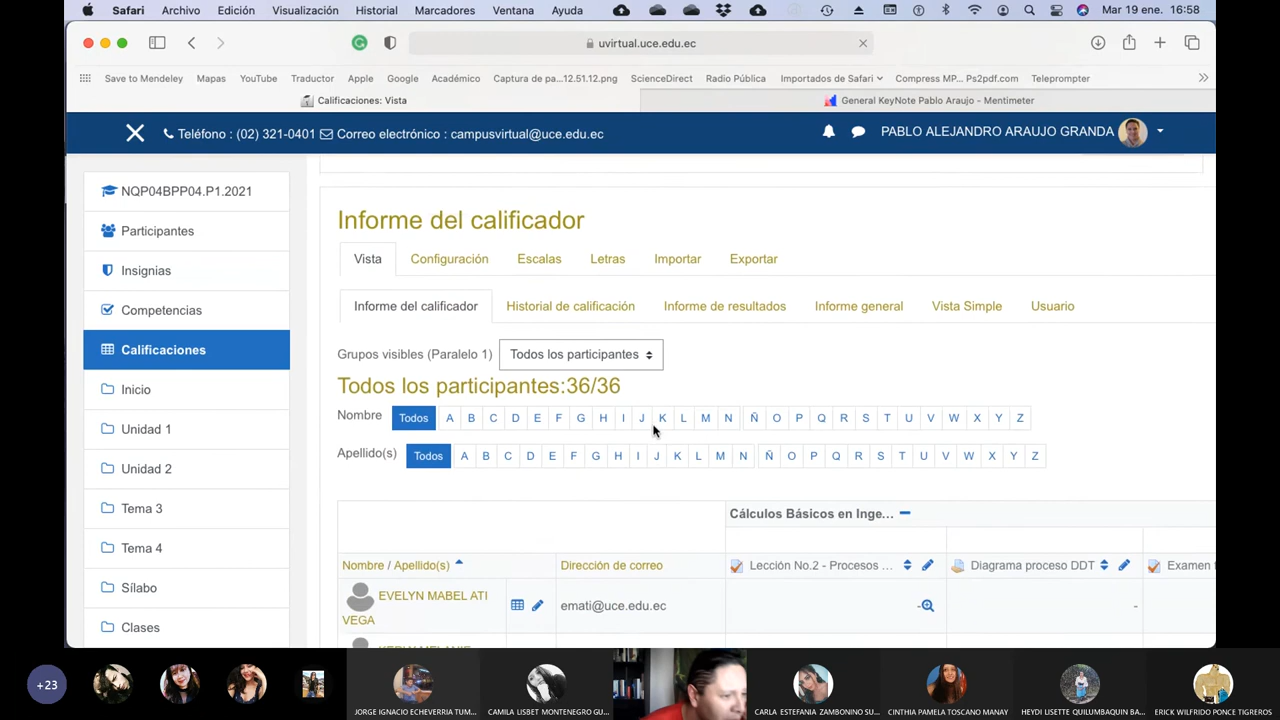 Safari Archivo Edición Visualización Historial Marcadores Ventana Ayuda Mar 19 ene. 16:58
uvirtual.uce.edu.ec
Save to Mendeley Mapas YouTube Traductor Apple Google Académico Captura de pa...12.51.12.png ScienceDirect Radio Pública Importados de Safari Compress MP... Ps2pdf.com Teleprompter
Calificaciones: Vista General KeyNote Pablo Araujo - Mentimeter
Teléfono : (02) 321-0401 Correo electrónico : campusvirtual@uce.edu.ec PABLO ALEJANDRO ARAUJO GRANDA
NQP04BPP04.P1.2021
Participantes
Insignias
Competencias
Calificaciones
Inicio
Unidad 1
Unidad 2
Tema 3
Tema 4
Sílabo
Clases
Informe del calificador
Vista Configuración Escalas Letras Importar Exportar
Informe del calificador Historial de calificación Informe de resultados Informe general Vista Simple Usuario
Grupos visibles (Paralelo 1) Todos los participantes
Todos los participantes:36/36
Nombre Todos A B C D E F G H I J K L M N Ñ O P Q R S T U V W X Y Z
Apellido(s) Todos A B C D E F G H I J K L M N Ñ O P Q R S T U V W X Y Z
Cálculos Básicos en Inge...
Nombre / Apellido(s) Dirección de correo Lección No.2 - Procesos ... Diagrama proceso DDT Examen
EVELYN MABEL ATI VEGA emati@uce.edu.ec - -
+23 JORGE IGNACIO ECHEVERRIA TUM... CAMILA LISBET MONTENEGRO GU... CARLA ESTEFANIA ZAMBONINO SU... CINTHIA PAMELA TOSCANO MANAY HEYDI LISETTE QUILUMBAQUIN BA... ERICK WILFRIDO PONCE TIGREROS